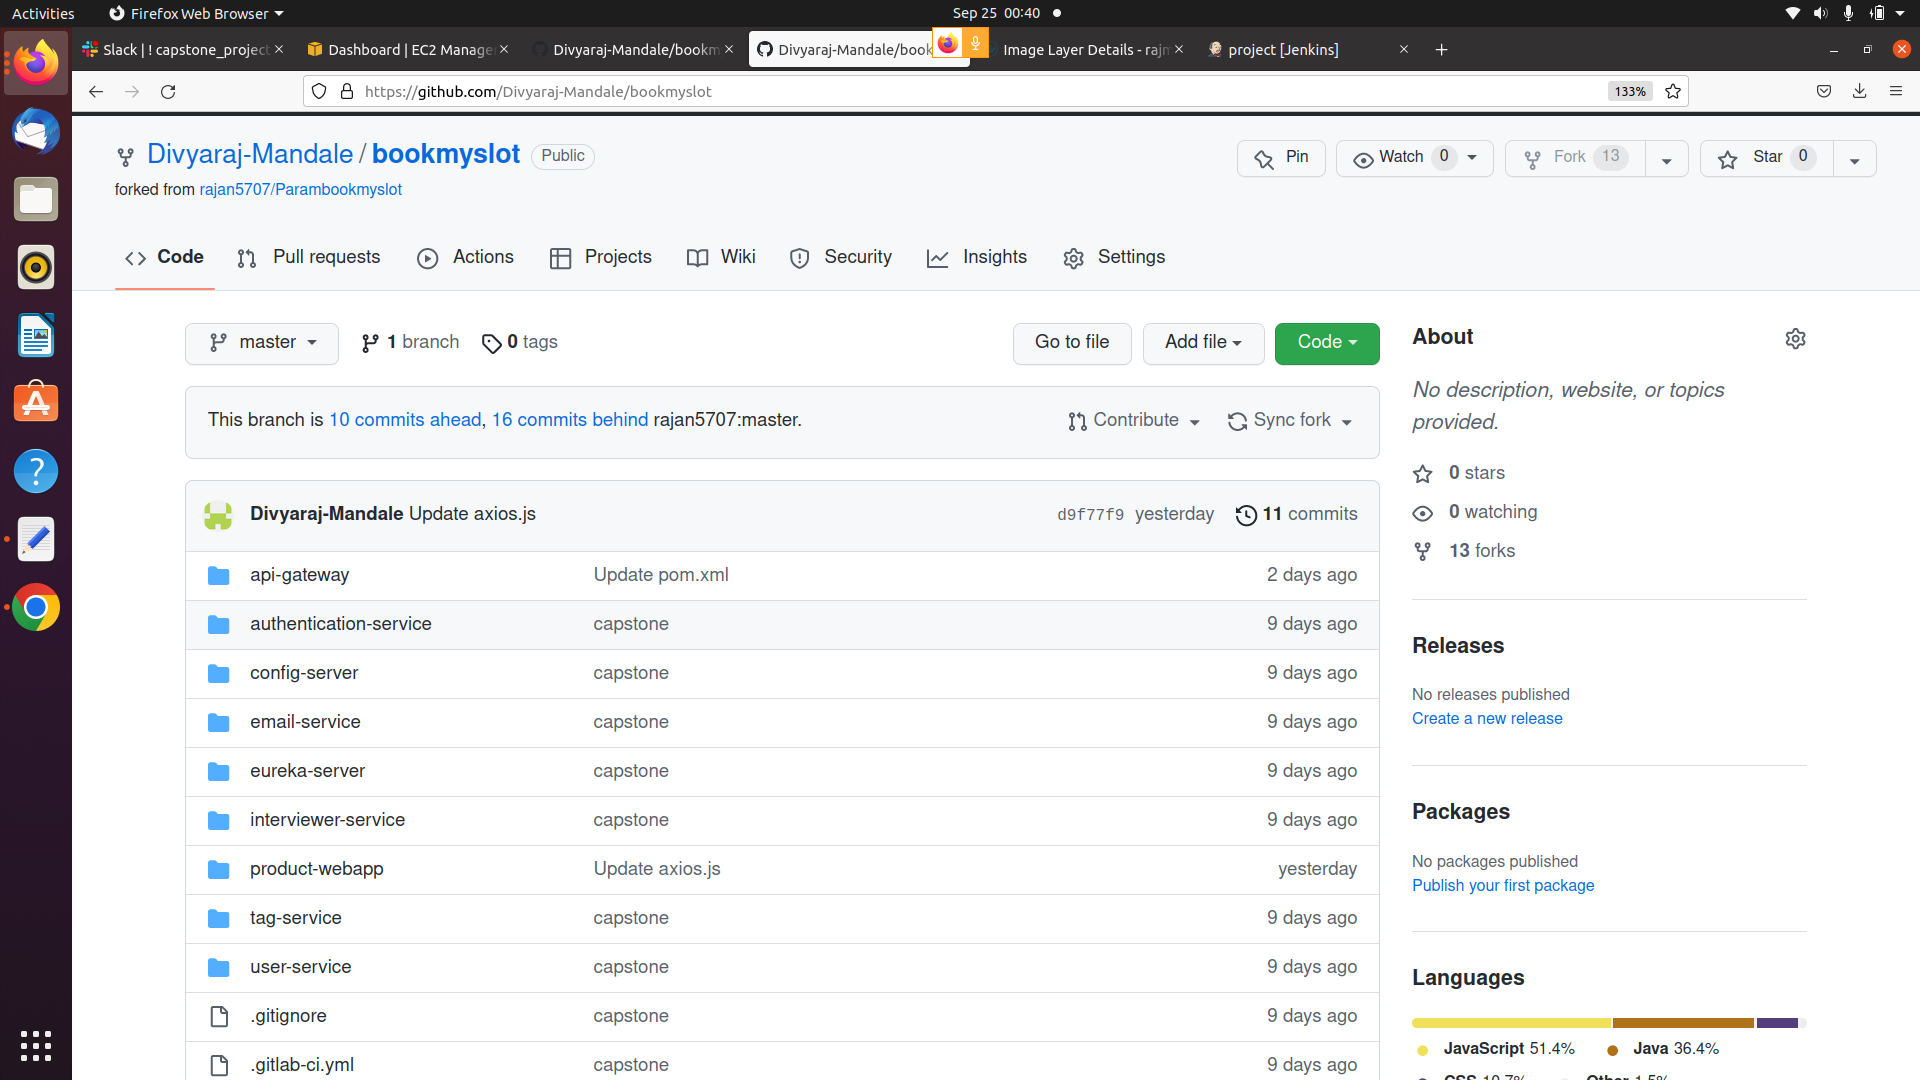 Activities Firefox Web Browser Sep 25 00:40
Slack | ! capstone_project Dashboard | EC2 Manage Divyaraj-Mandale/bookm Divyaraj-Mandale/book Image Layer Details - rajm project [Jenkins]
https://github.com/Divyaraj-Mandale/bookmyslot 133%
Divyaraj-Mandale / bookmyslot Public Pin Watch 0 Fork 13 Star 0
forked from rajan5707/Parambookmyslot
Code Pull requests Actions Projects Wiki Security Insights Settings
master 1 branch 0 tags Go to file Add file Code
This branch is 10 commits ahead, 16 commits behind rajan5707:master. Contribute Sync fork
Divyaraj-Mandale Update axios.js d9f77f9 yesterday 11 commits
api-gateway Update pom.xml 2 days ago
authentication-service capstone 9 days ago
config-server capstone 9 days ago
email-service capstone 9 days ago
eureka-server capstone 9 days ago
interviewer-service capstone 9 days ago
product-webapp Update axios.js yesterday
tag-service capstone 9 days ago
user-service capstone 9 days ago
.gitignore capstone 9 days ago
.gitlab-ci.yml capstone 9 days ago
About
No description, website, or topics
provided.
0 stars
0 watching
13 forks
Releases
No releases published
Create a new release
Packages
No packages published
Publish your first package
Languages
JavaScript 51.4% Java 36.4%
CSS 10.7% Other 1.5%